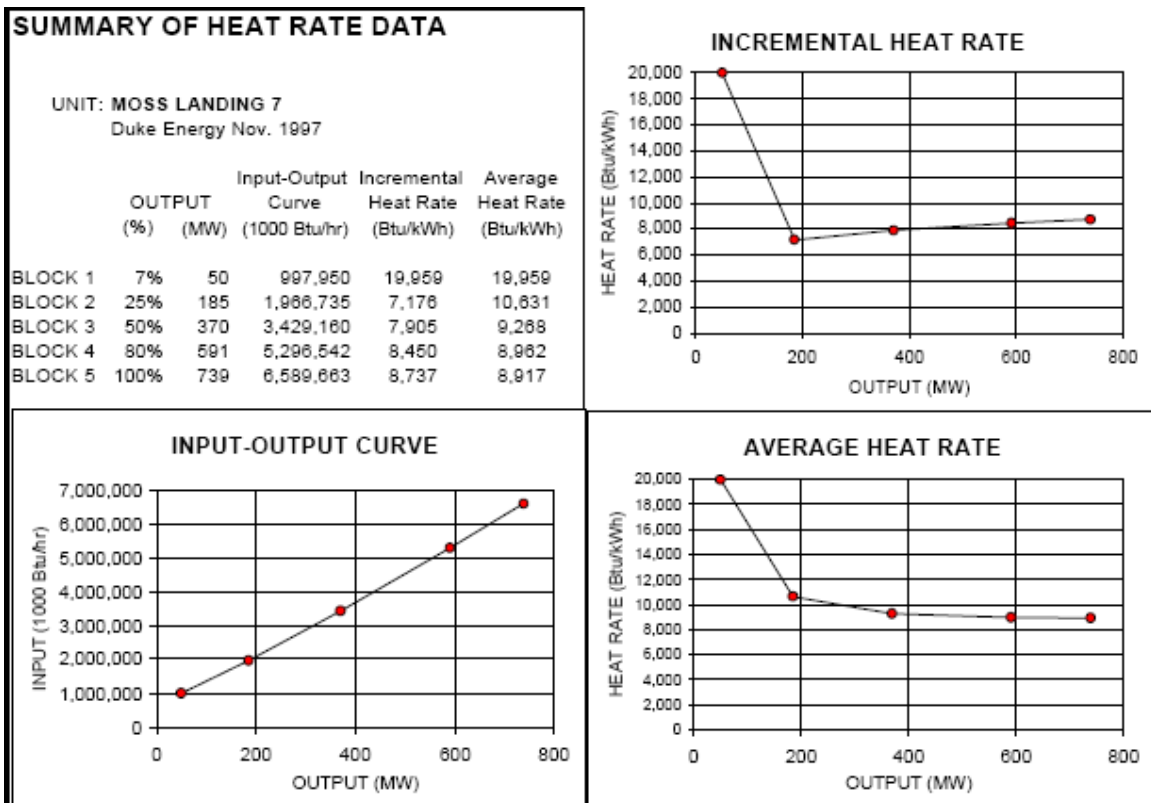 SUMMARY OF HEAT RATE DATA
UNIT: MOSS LANDING 7
Duke Energy Nov. 1997
Input-Output Incremental Average
OUTPUT Curve Heat Rate Heat Rate
(%) (MW) (1000 Btu/hr) (Btu/kWh) (Btu/kWh)
BLOCK 1 7% 50 997,950 19,959 19,959
BLOCK 2 25% 185 1,966,735 7,176 10,631
BLOCK 3 50% 370 3,429,160 7,905 9,268
BLOCK 4 80% 591 5,296,542 8,450 8,962
BLOCK 5 100% 739 6,589,663 8,737 8,917
INCREMENTAL HEAT RATE
HEAT RATE (Btu/kWh)
20,000
18,000
16,000
14,000
12,000
10,000
8,000
6,000
4,000
2,000
0
0 200 400 600 800
OUTPUT (MW)
INPUT-OUTPUT CURVE
INPUT (1000 Btu/hr)
7,000,000
6,000,000
5,000,000
4,000,000
3,000,000
2,000,000
1,000,000
0
0 200 400 600 800
OUTPUT (MW)
AVERAGE HEAT RATE
HEAT RATE (Btu/kWh)
20,000
18,000
16,000
14,000
12,000
10,000
8,000
6,000
4,000
2,000
0
0 200 400 600 800
OUTPUT (MW)